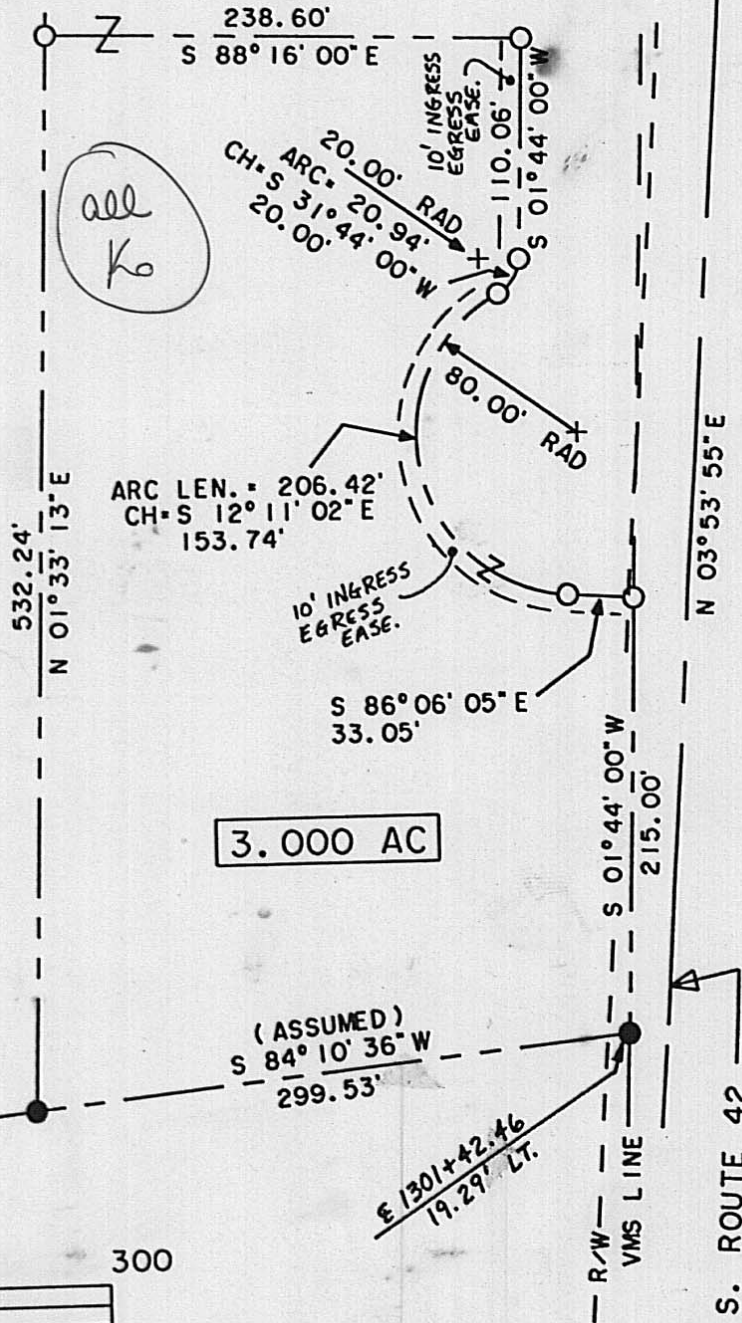 238.60'
S 88° 16' 00" E
10' INGRESS
EGRESS
EASE.
110.06'
S 01° 44' 00" W
20.00' RAD
ARC= 20.94'
CH=S 31° 44' 00" W
20.00'
all
80.00' RAD
532.24'
N 01° 33' 13" E
ARC LEN. = 206.42'
CH=S 12° 11' 02" E
153.74'
10' INGRESS
EGRESS
EASE.
N 03° 53' 55" E
S 86° 06' 05" E
33.05'
3.000 AC
S 01° 44' 00" W
215.00'
(ASSUMED)
S 84° 10' 36" W
299.53'
1301+42.46
19.29' LT.
R/W
VMS LINE
S. ROUTE 42
300